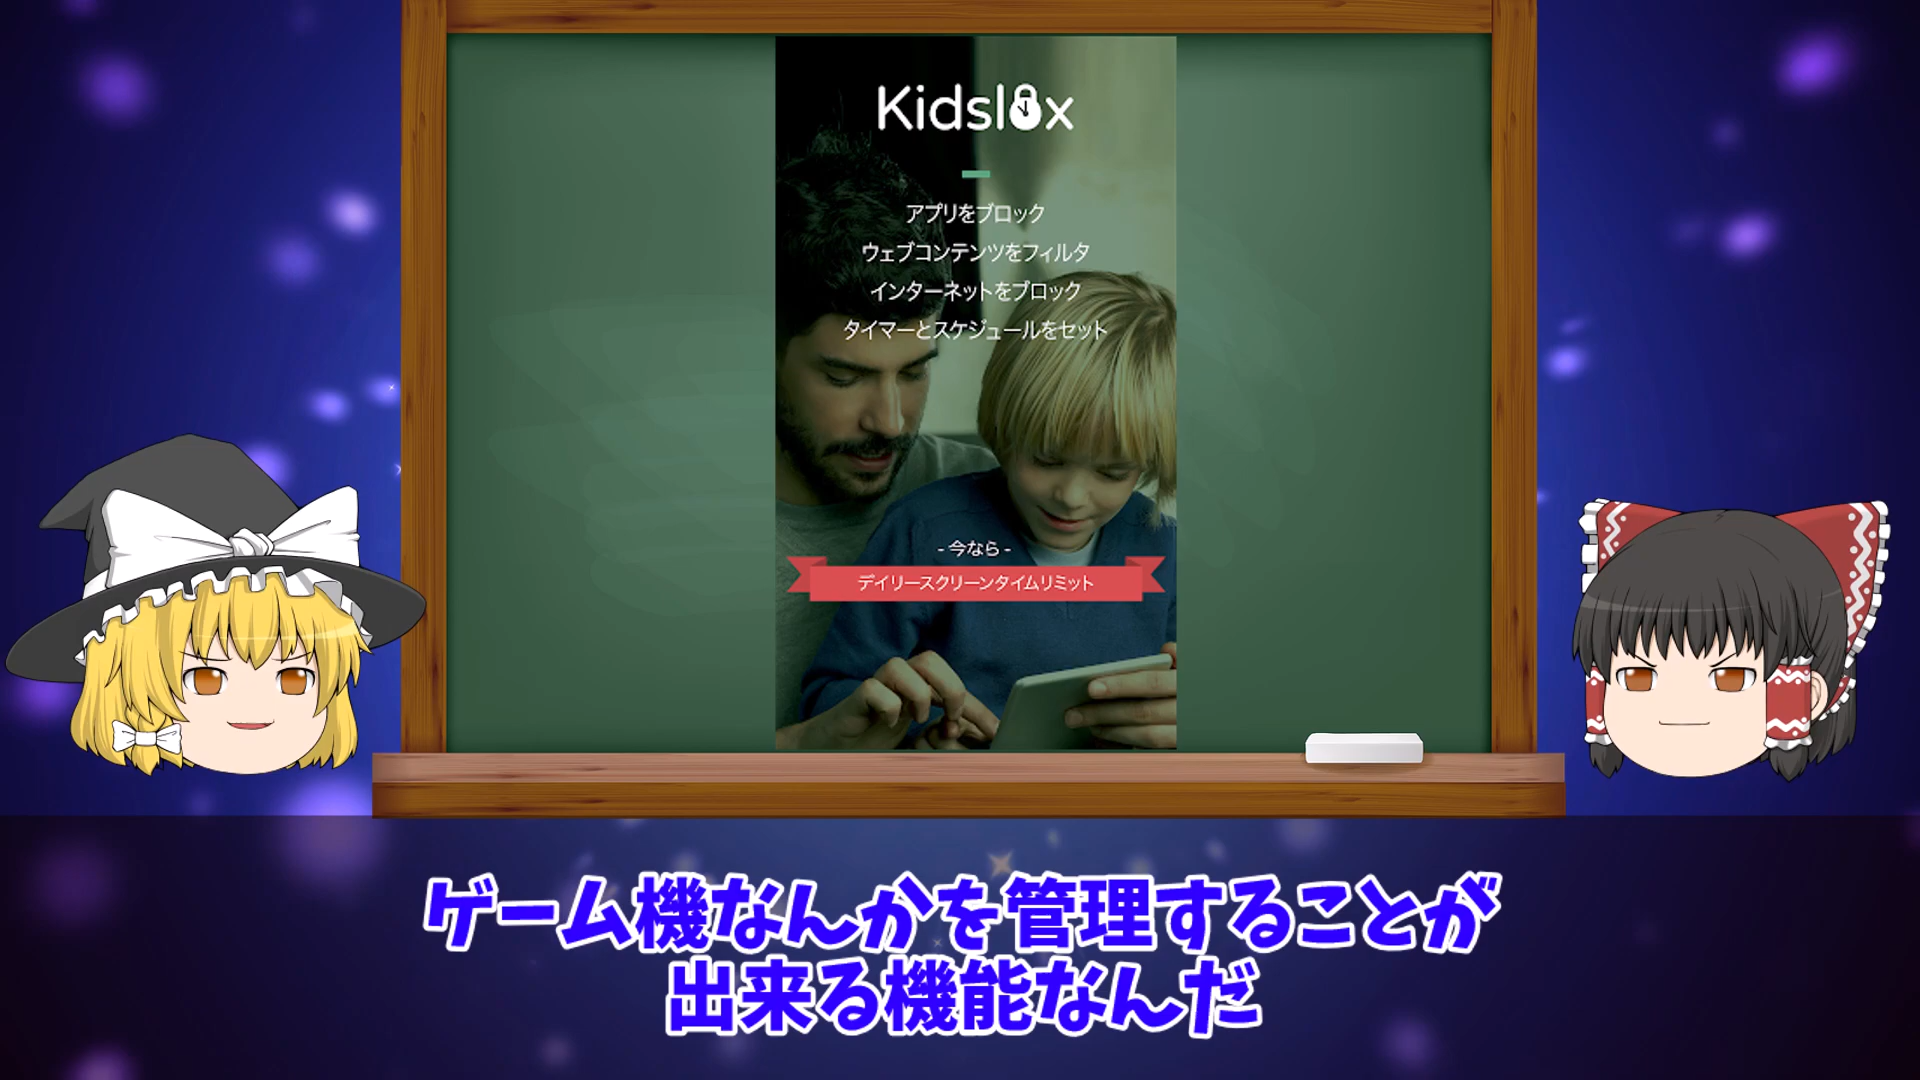 Kidslox
アプリをブロック
ウェブコンテンツをフィルタ
インターネットをブロック
タイマーとスケジュールをセット
- 今なら -
デイリースクリーンタイムリミット
ゲーム機なんかを管理することが
出来る機能なんだ